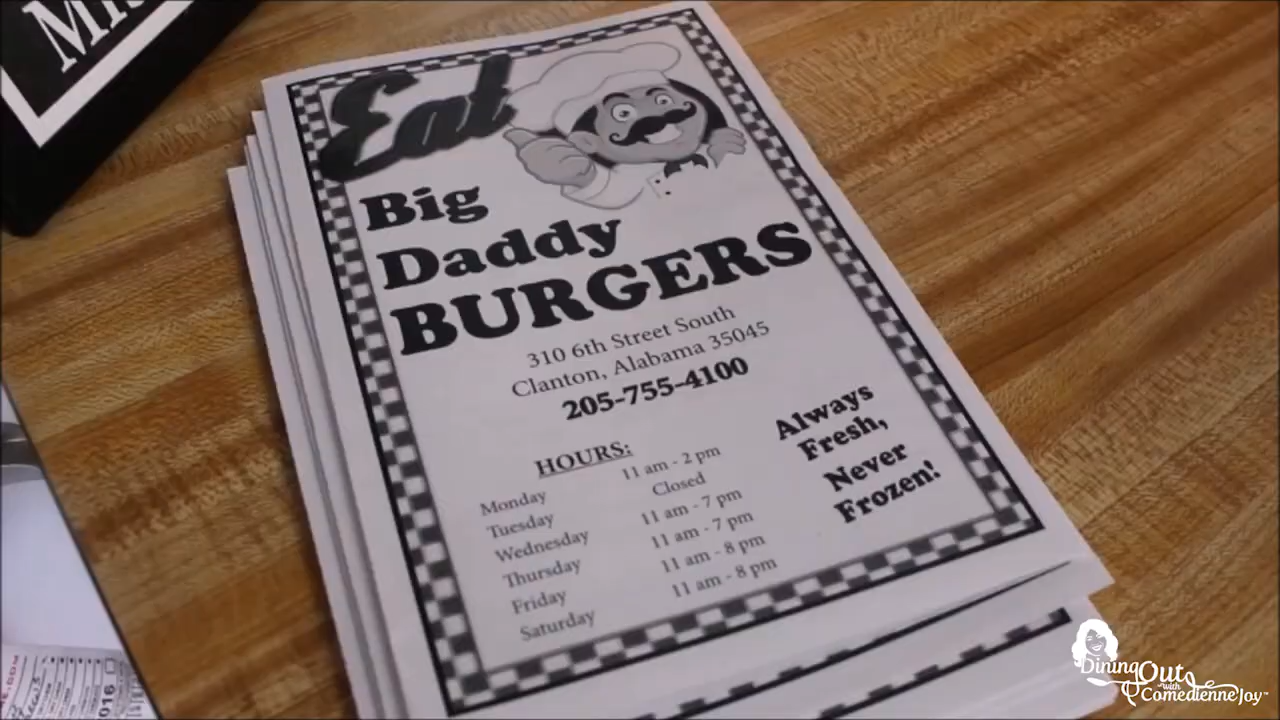 Eat
Big
Daddy
BURGERS
310 6th Street South
Clanton, Alabama 35045
205-755-4100
Always
Fresh,
Never
Frozen!
HOURS:
Monday 11 am - 2 pm
Tuesday Closed
Wednesday 11 am - 7 pm
Thursday 11 am - 7 pm
Friday 11 am - 8 pm
Saturday 11 am - 8 pm
016
Dining Out
with
Comedienne Joy